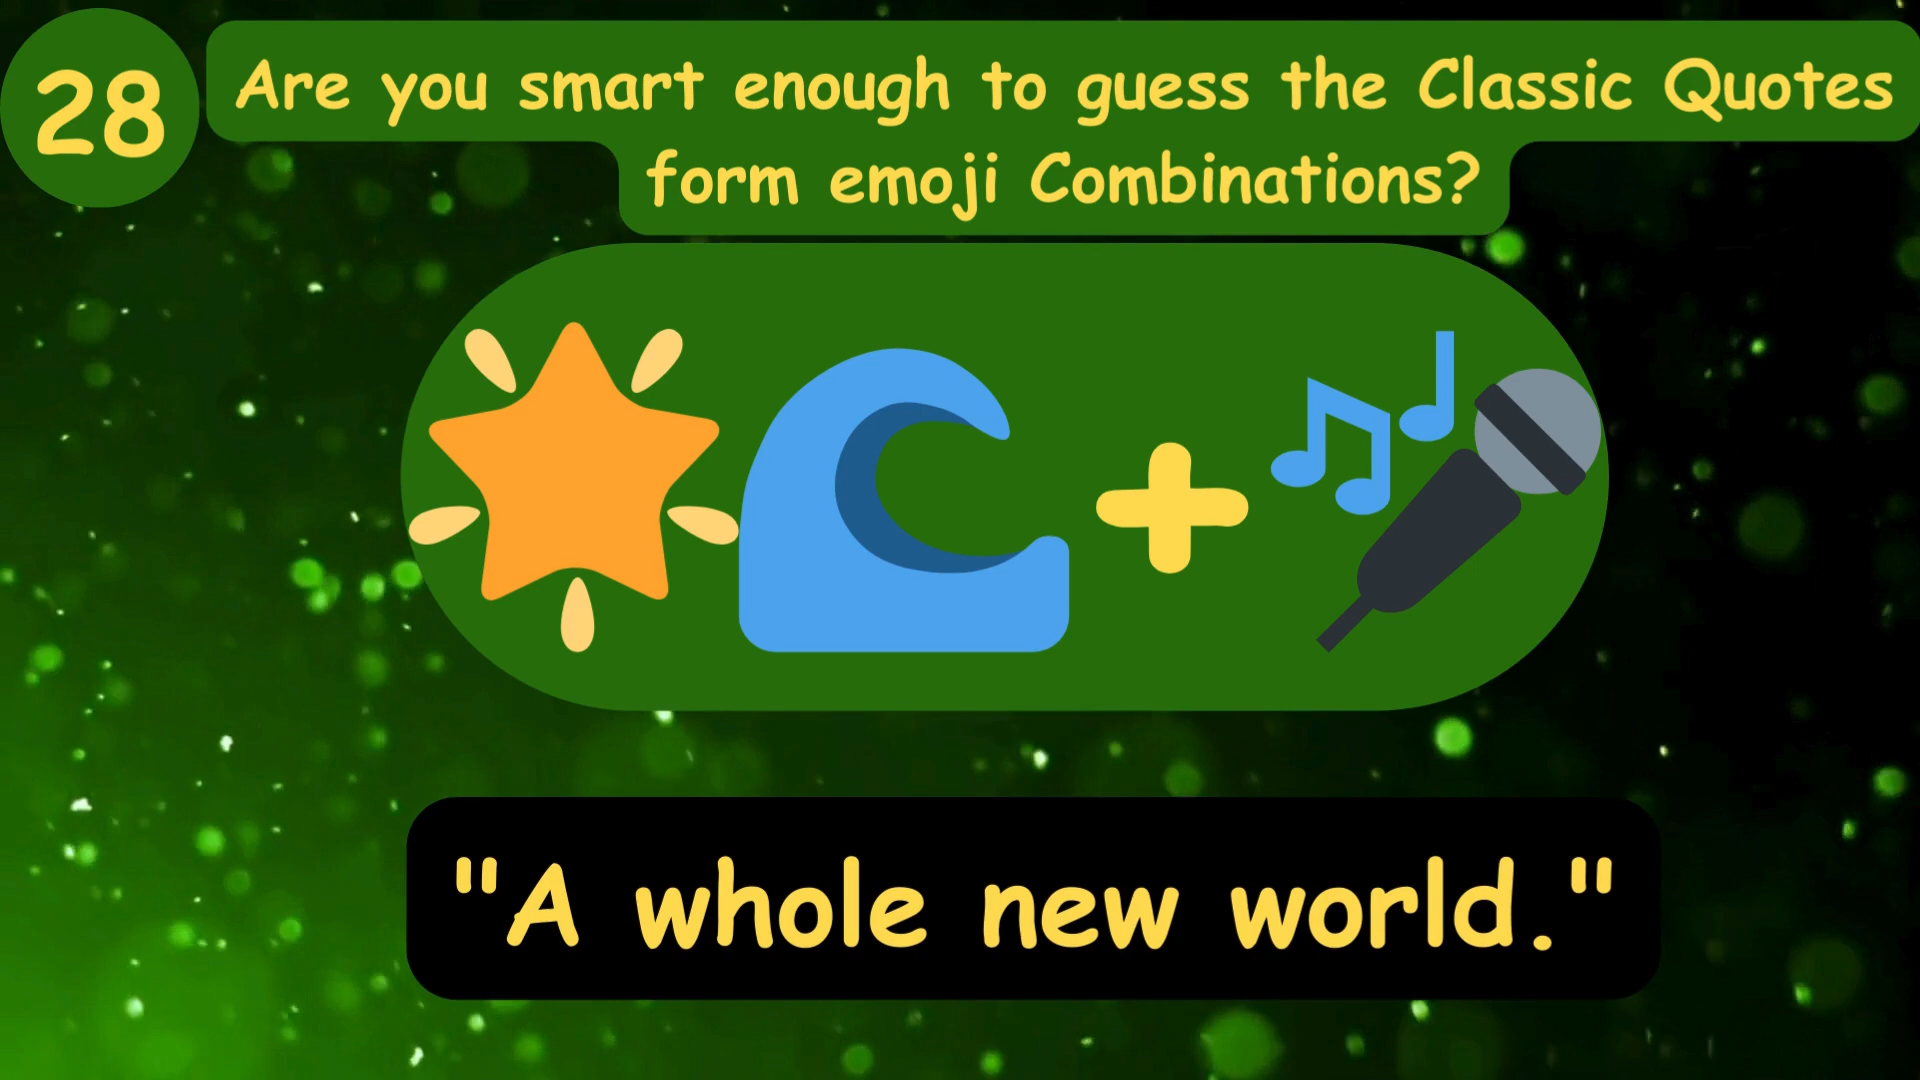 28
Are you smart enough to guess the Classic Quotes
form emoji Combinations?
"A whole new world."